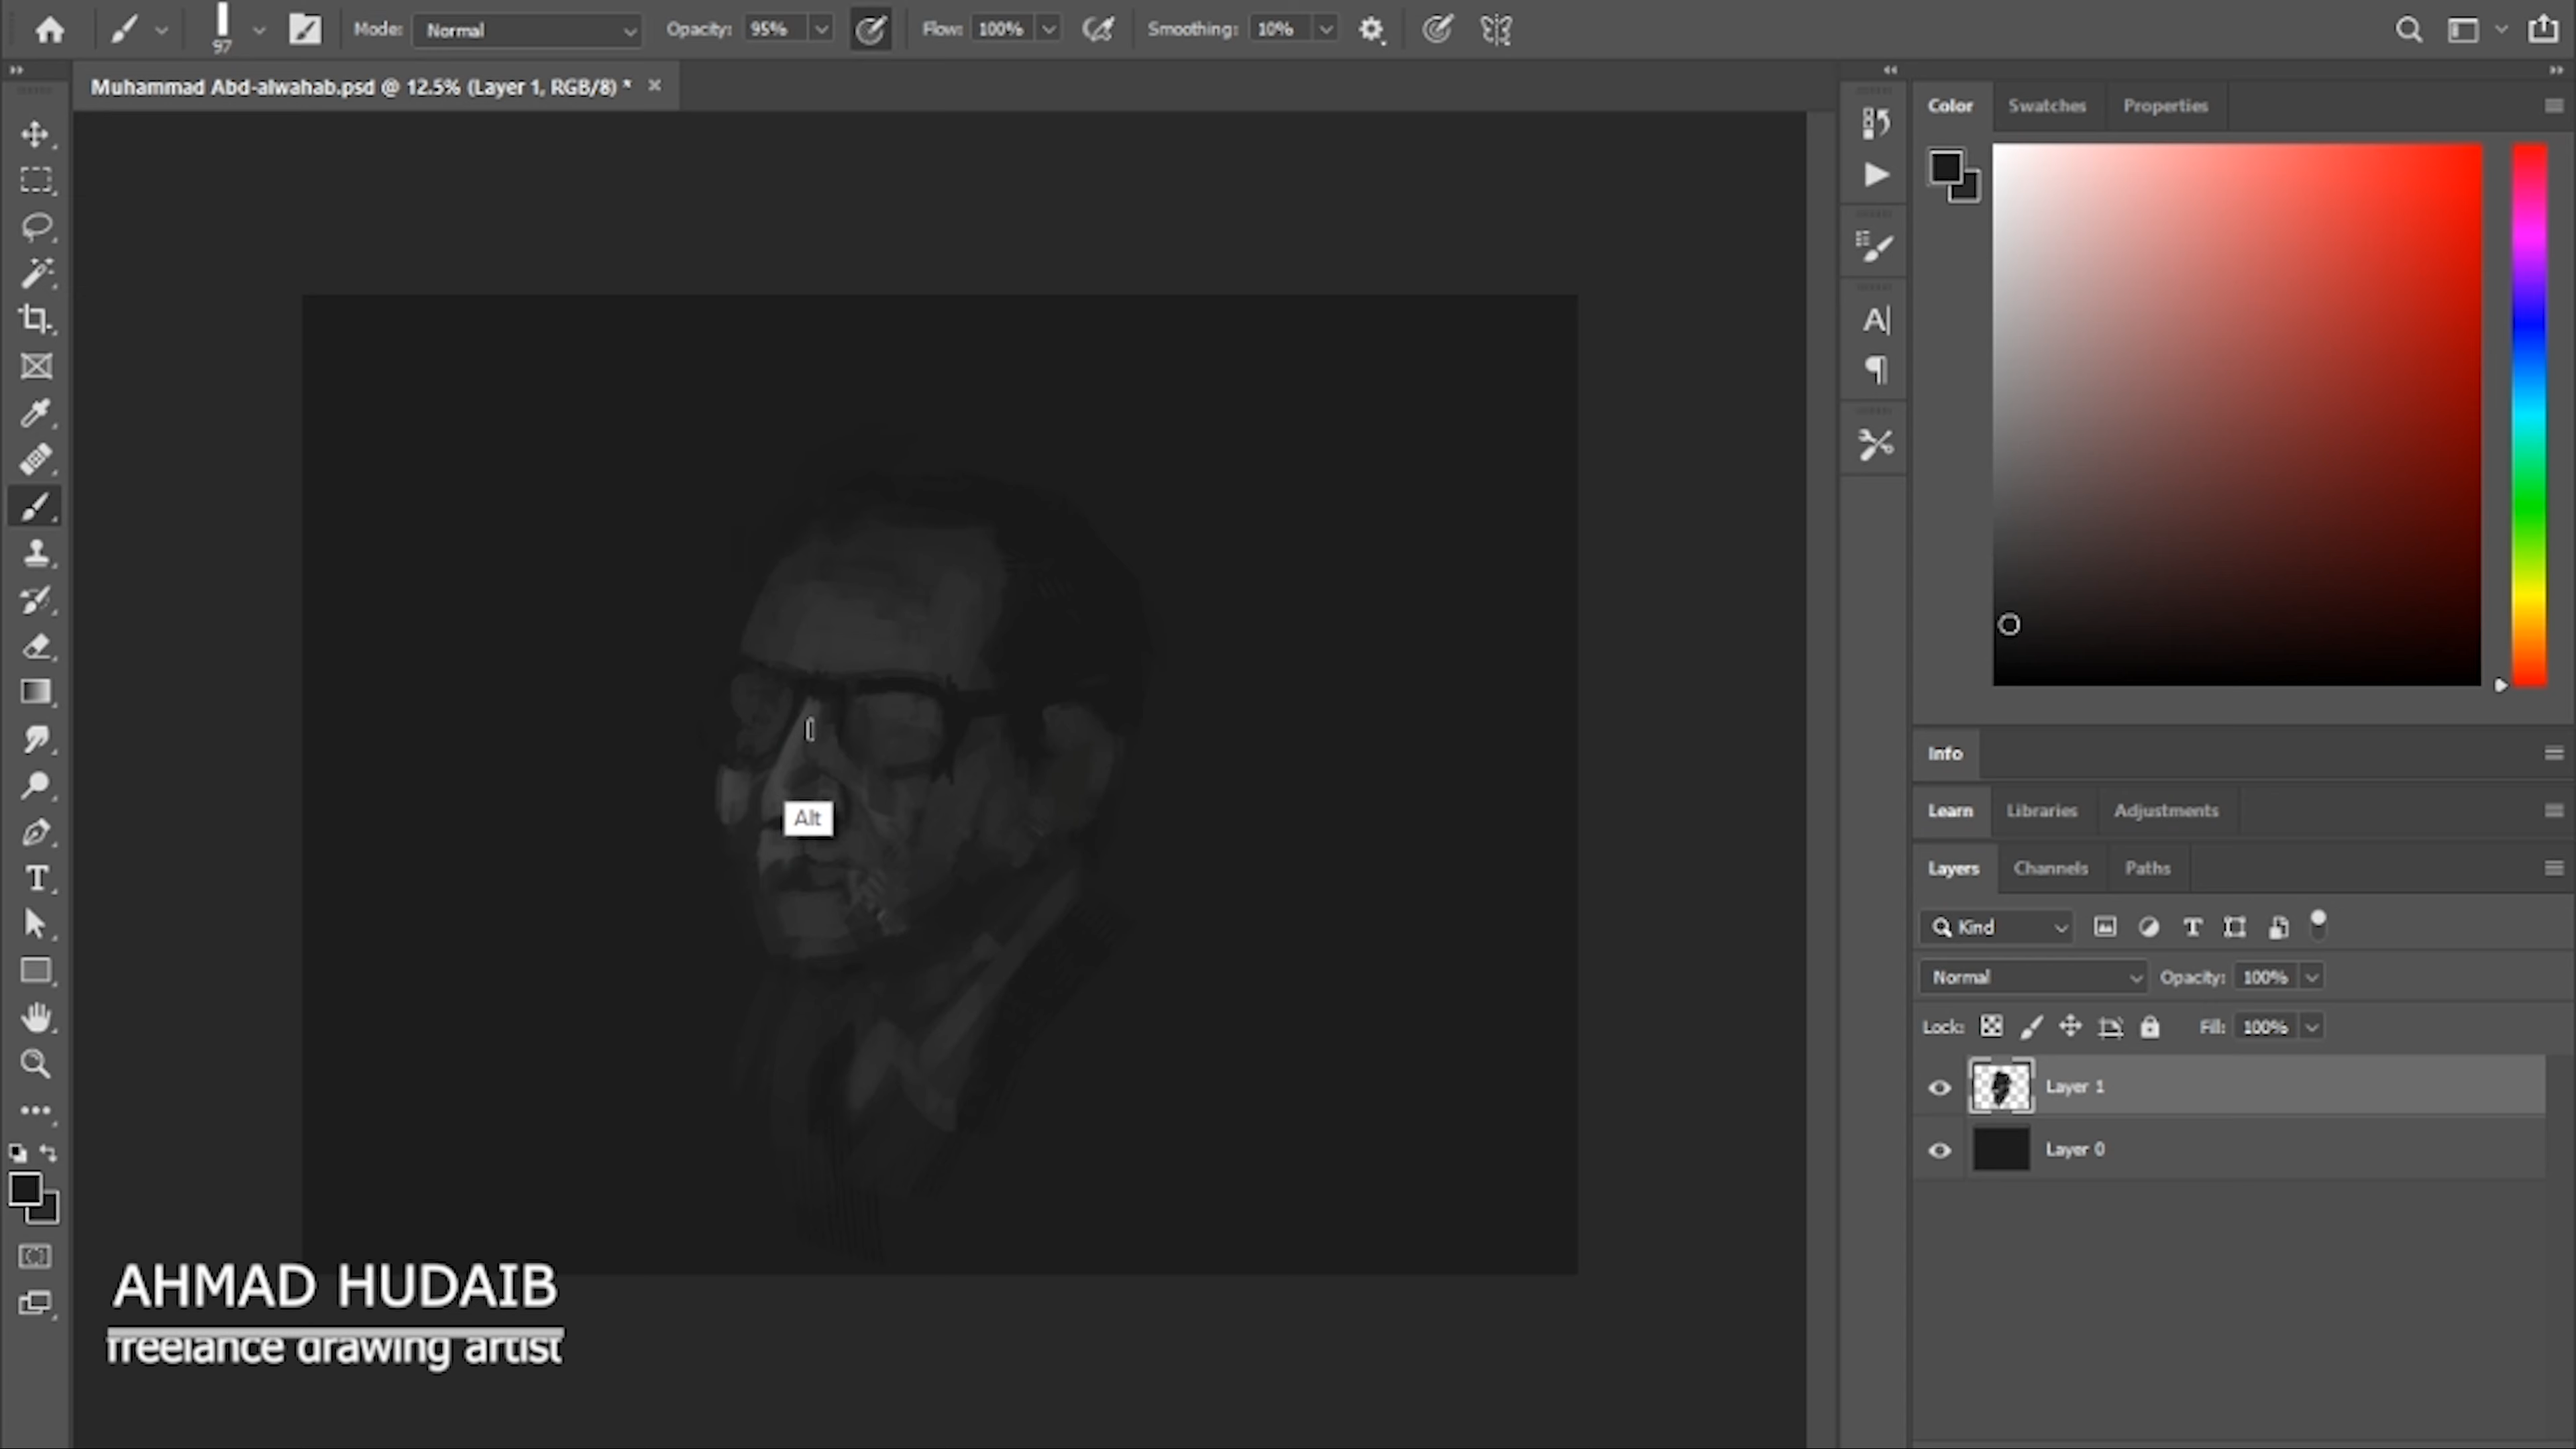 97
Mode: Normal
Opacity: 95%
Flow: 100%
Smoothing: 10%
Muhammad Abd-alwahab.psd @ 12.5% (Layer 1, RGB/8) *
Color Swatches Properties
Alt
Info
Learn Libraries Adjustments
Layers Channels Paths
Kind
Normal Opacity: 100%
Lock: Fill: 100%
Layer 1
Layer 0
AHMAD HUDAIB
freelance drawing artist